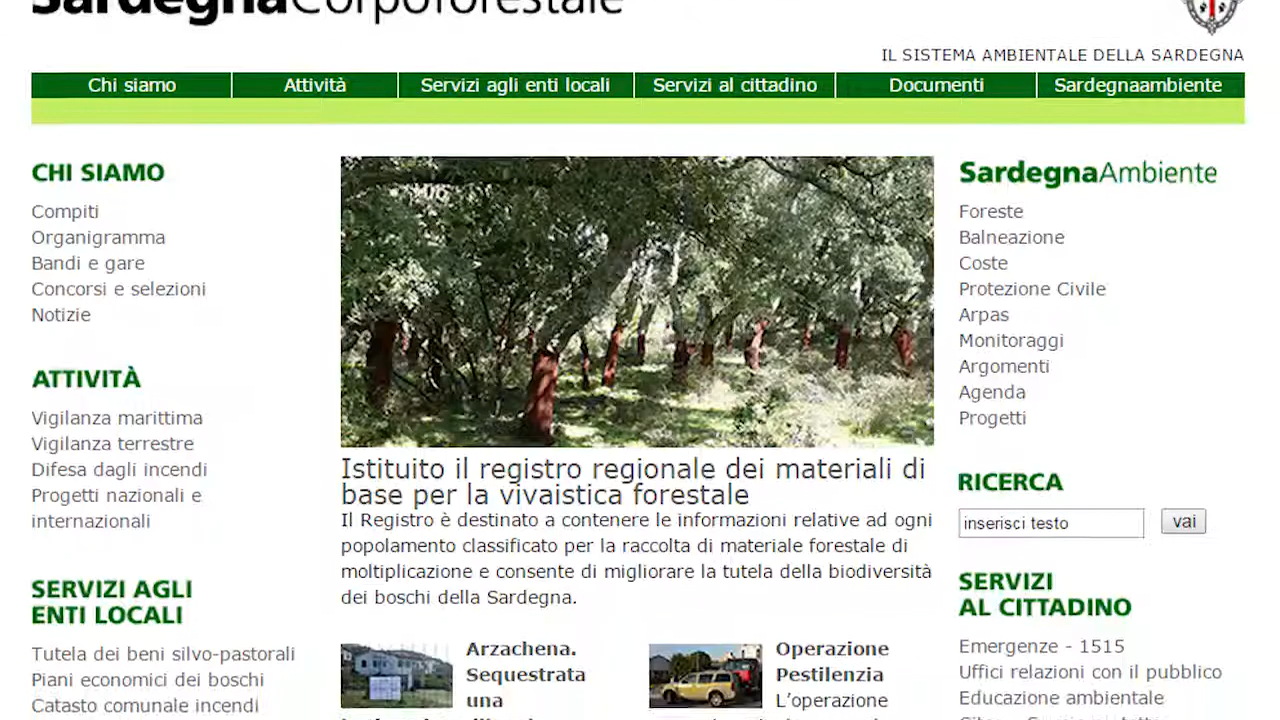 SardegnaCorpoforestale
IL SISTEMA AMBIENTALE DELLA SARDEGNA
Chi siamo
Attività
Servizi agli enti locali
Servizi al cittadino
Documenti
Sardegnaambiente
CHI SIAMO
Compiti
Organigramma
Bandi e gare
Concorsi e selezioni
Notizie
ATTIVITÀ
Vigilanza marittima
Vigilanza terrestre
Difesa dagli incendi
Progetti nazionali e
internazionali
SERVIZI AGLI
ENTI LOCALI
Tutela dei beni silvo-pastorali
Piani economici dei boschi
Catasto comunale incendi
Istituito il registro regionale dei materiali di
base per la vivaistica forestale
Il Registro è destinato a contenere le informazioni relative ad ogni
popolamento classificato per la raccolta di materiale forestale di
moltiplicazione e consente di migliorare la tutela della biodiversità
dei boschi della Sardegna.
Arzachena.
Sequestrata
una
Operazione
Pestilenzia
L'operazione
SardegnaAmbiente
Foreste
Balneazione
Coste
Protezione Civile
Arpas
Monitoraggi
Argomenti
Agenda
Progetti
RICERCA
inserisci testo
vai
SERVIZI
AL CITTADINO
Emergenze - 1515
Uffici relazioni con il pubblico
Educazione ambientale